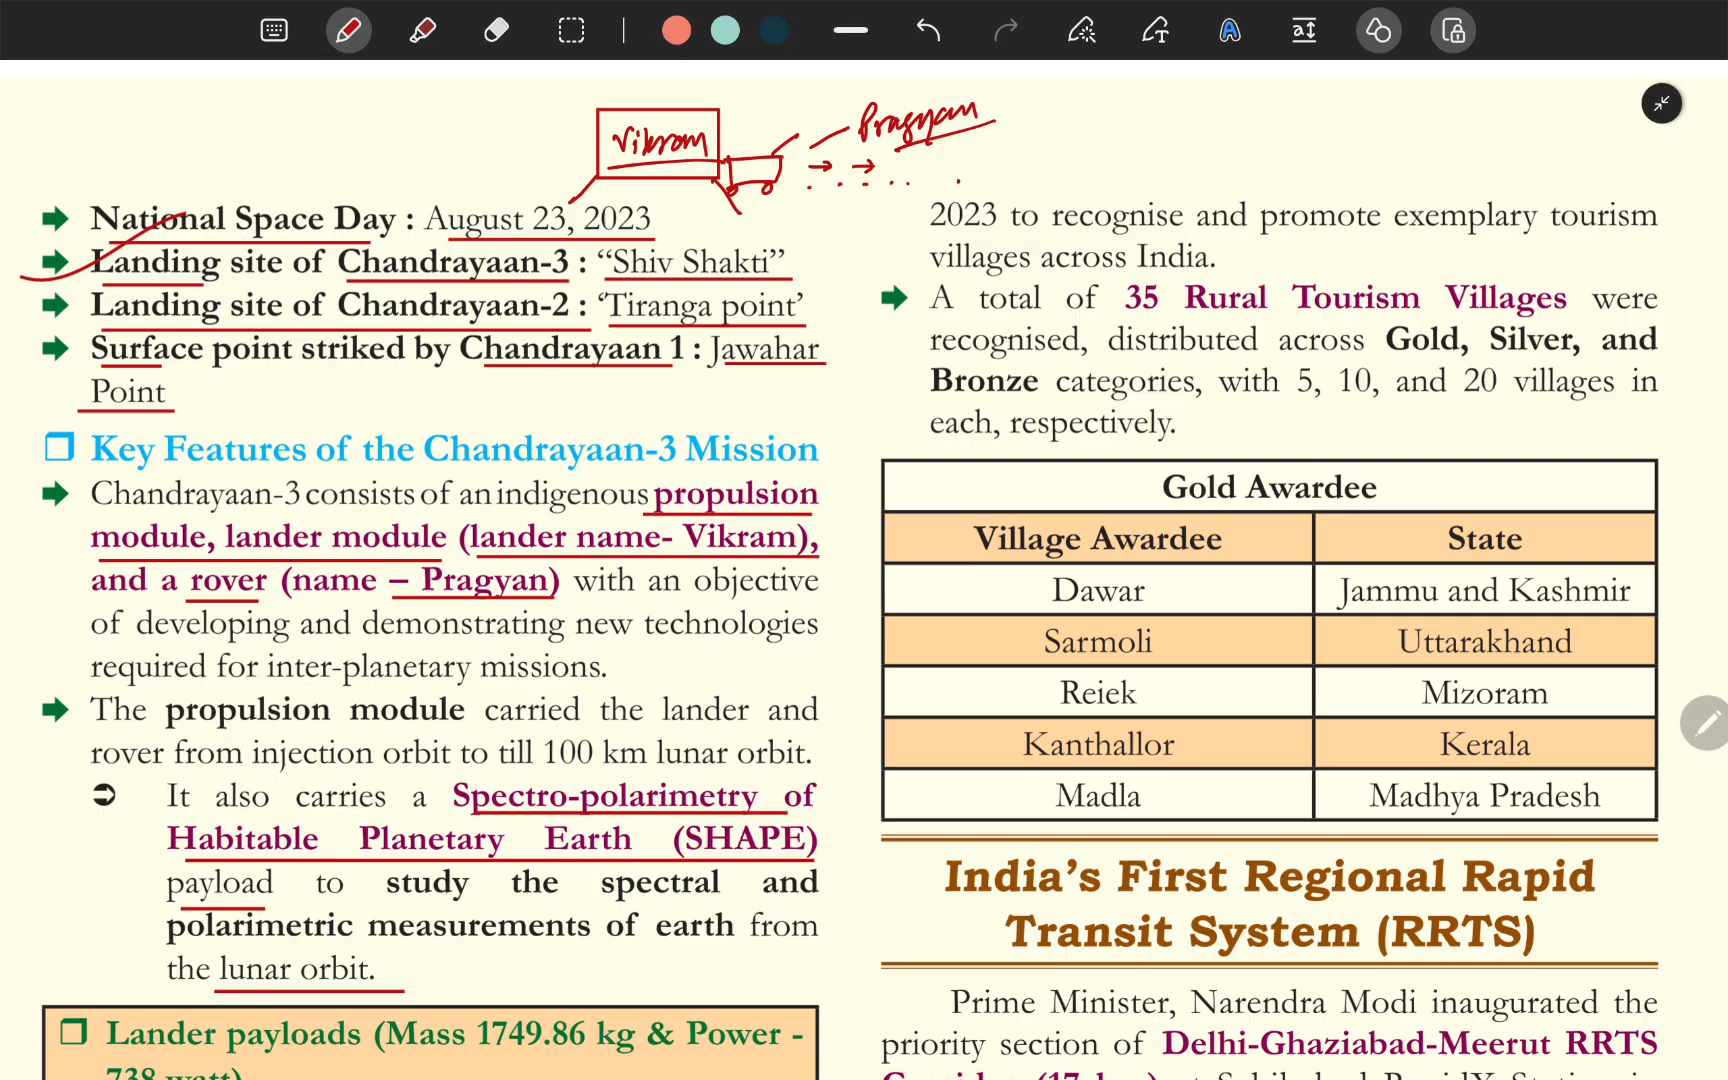 Vikram
Pragyan
National Space Day : August 23, 2023
Landing site of Chandrayaan-3 : “Shiv Shakti”
Landing site of Chandrayaan-2 : ‘Tiranga point’
Surface point striked by Chandrayaan 1 : Jawahar
Point
Key Features of the Chandrayaan-3 Mission
Chandrayaan-3 consists of an indigenous propulsion
module, lander module (lander name- Vikram),
and a rover (name – Pragyan) with an objective
of developing and demonstrating new technologies
required for inter-planetary missions.
The propulsion module carried the lander and
rover from injection orbit to till 100 km lunar orbit.
It also carries a Spectro-polarimetry of
Habitable Planetary Earth (SHAPE)
payload to study the spectral and
polarimetric measurements of earth from
the lunar orbit.
Lander payloads (Mass 1749.86 kg & Power -
738 watt)
2023 to recognise and promote exemplary tourism
villages across India.
A total of 35 Rural Tourism Villages were
recognised, distributed across Gold, Silver, and
Bronze categories, with 5, 10, and 20 villages in
each, respectively.
Gold Awardee
Village Awardee State
Dawar Jammu and Kashmir
Sarmoli Uttarakhand
Reiek Mizoram
Kanthallor Kerala
Madla Madhya Pradesh
India’s First Regional Rapid
Transit System (RRTS)
Prime Minister, Narendra Modi inaugurated the
priority section of Delhi-Ghaziabad-Meerut RRTS